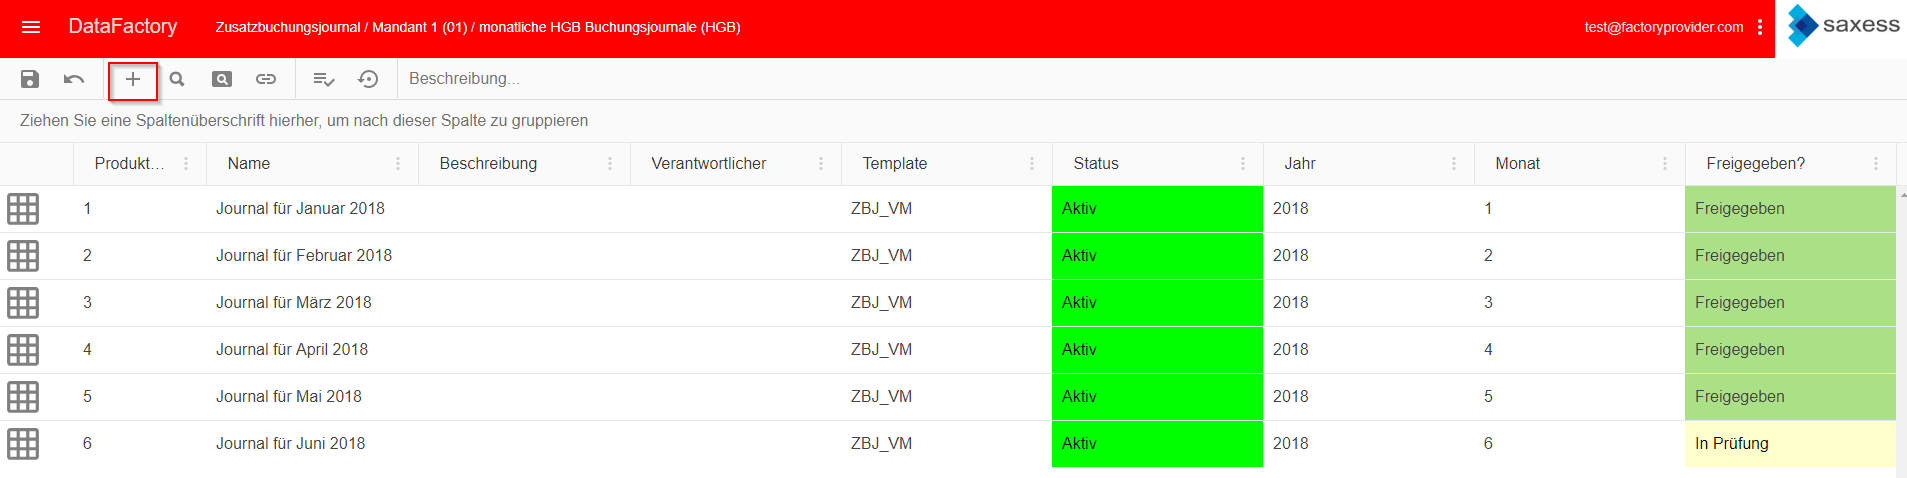 DataFactory Zusatzbuchungsjournal / Mandant 1 (01) / monatliche HGB Buchungsjournale (HGB) test@factoryprovider.com saxess
Beschreibung...
Ziehen Sie eine Spaltenüberschrift hierher, um nach dieser Spalte zu gruppieren
Produkt... Name Beschreibung Verantwortlicher Template Status Jahr Monat Freigegeben?
1 Journal für Januar 2018 ZBJ_VM Aktiv 2018 1 Freigegeben
2 Journal für Februar 2018 ZBJ_VM Aktiv 2018 2 Freigegeben
3 Journal für März 2018 ZBJ_VM Aktiv 2018 3 Freigegeben
4 Journal für April 2018 ZBJ_VM Aktiv 2018 4 Freigegeben
5 Journal für Mai 2018 ZBJ_VM Aktiv 2018 5 Freigegeben
6 Journal für Juni 2018 ZBJ_VM Aktiv 2018 6 In Prüfung